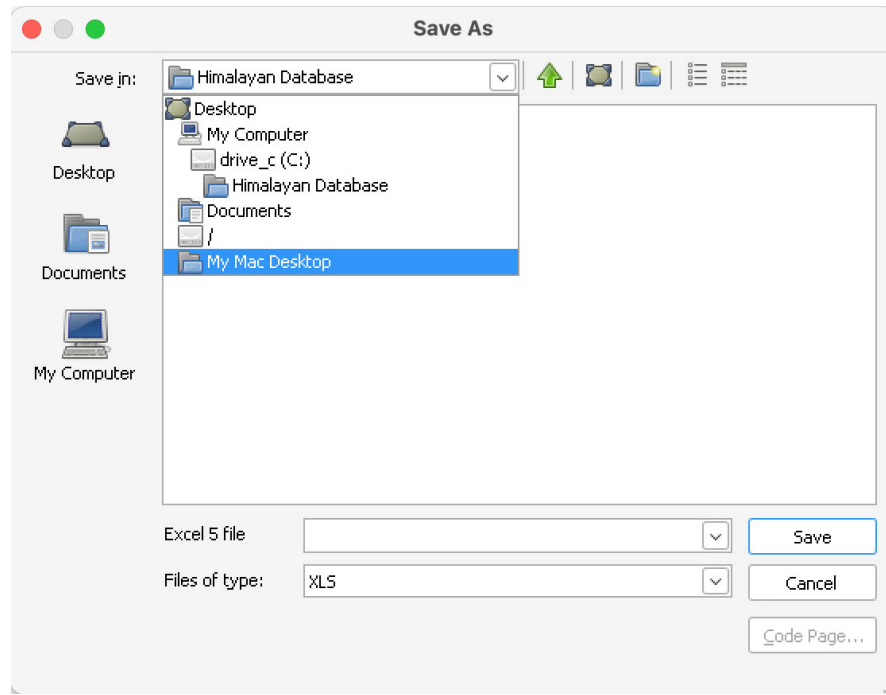 Save As
Save in:
Himalayan Database
Desktop
My Computer
drive_c (C:)
Himalayan Database
Documents
/
My Mac Desktop
Desktop
Documents
My Computer
Excel 5 file
Save
Files of type:
XLS
Cancel
Code Page...